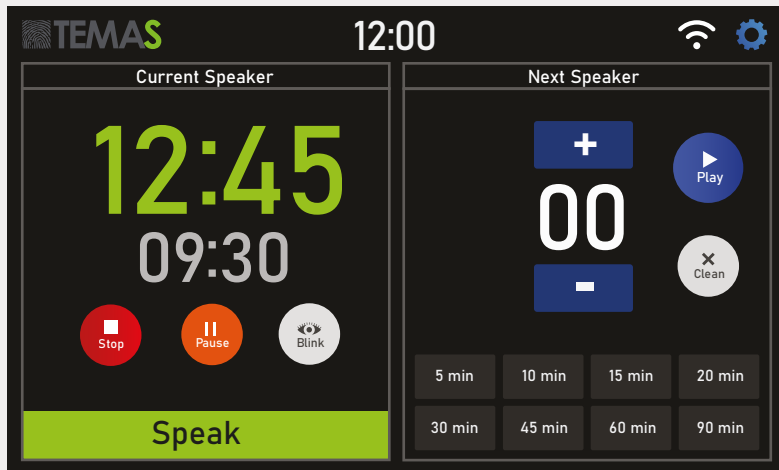 TEMAS
12:00
Current Speaker
12:45
09:30
Stop
Pause
Blink
Speak
Next Speaker
+
00
-
Play
Clean
5 min 10 min 15 min 20 min
30 min 45 min 60 min 90 min